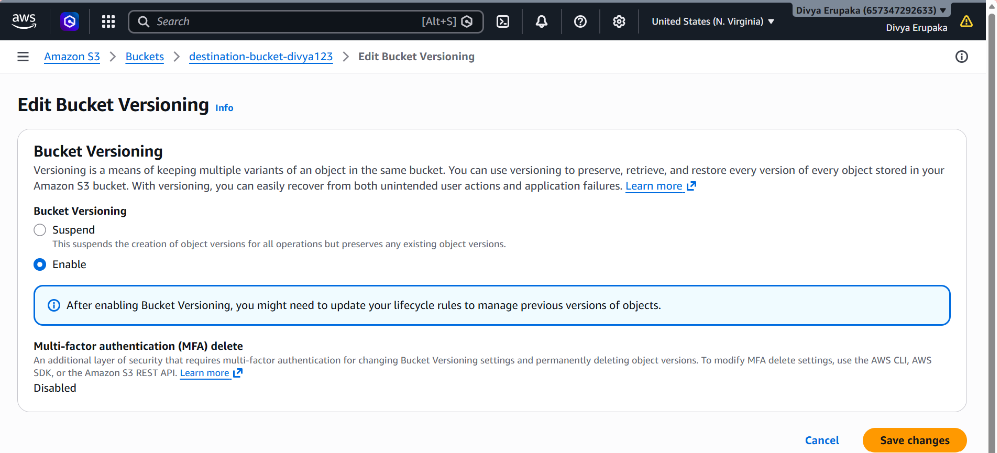 aws
Search
[Alt+S]
United States (N. Virginia)
Divya Erupaka (657347292633)
Divya Erupaka
Amazon S3
Buckets
destination-bucket-divya123
Edit Bucket Versioning
Edit Bucket Versioning Info
Bucket Versioning
Versioning is a means of keeping multiple variants of an object in the same bucket. You can use versioning to preserve, retrieve, and restore every version of every object stored in your
Amazon S3 bucket. With versioning, you can easily recover from both unintended user actions and application failures. Learn more
Bucket Versioning
Suspend
This suspends the creation of object versions for all operations but preserves any existing object versions.
Enable
After enabling Bucket Versioning, you might need to update your lifecycle rules to manage previous versions of objects.
Multi-factor authentication (MFA) delete
An additional layer of security that requires multi-factor authentication for changing Bucket Versioning settings and permanently deleting object versions. To modify MFA delete settings, use the AWS CLI, AWS
SDK, or the Amazon S3 REST API. Learn more
Disabled
Cancel
Save changes